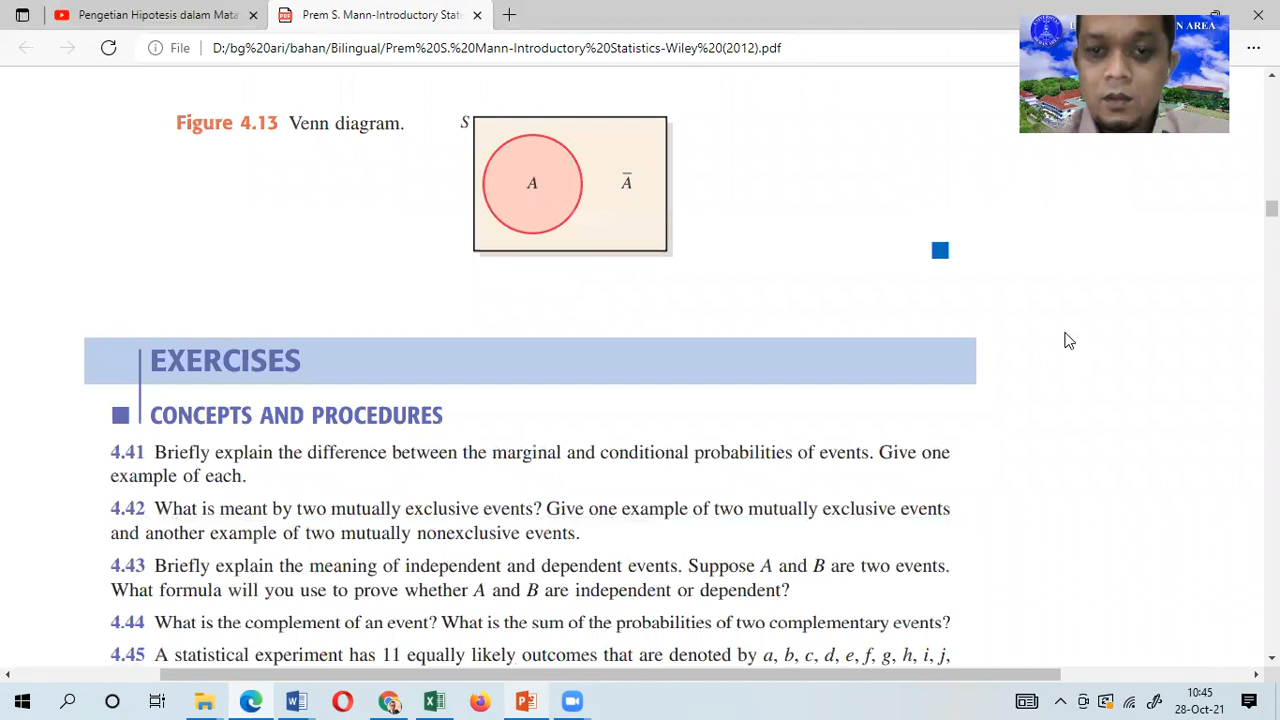 Pengetian Hipotesis dalam Mat
Prem S. Mann-Introductory Stat
File
D:/bg%20ari/bahan/Bilingual/Prem%20S.%20Mann-Introductory%20Statistics-Wiley%20(2012).pdf
N AREA
Figure 4.13 Venn diagram.
S
A
Ā
EXERCISES
CONCEPTS AND PROCEDURES
4.41 Briefly explain the difference between the marginal and conditional probabilities of events. Give one
example of each.
4.42 What is meant by two mutually exclusive events? Give one example of two mutually exclusive events
and another example of two mutually nonexclusive events.
4.43 Briefly explain the meaning of independent and dependent events. Suppose A and B are two events.
What formula will you use to prove whether A and B are independent or dependent?
4.44 What is the complement of an event? What is the sum of the probabilities of two complementary events?
4.45 A statistical experiment has 11 equally likely outcomes that are denoted by a, b, c, d, e, f, g, h, i, j,
10:45
28-Oct-21